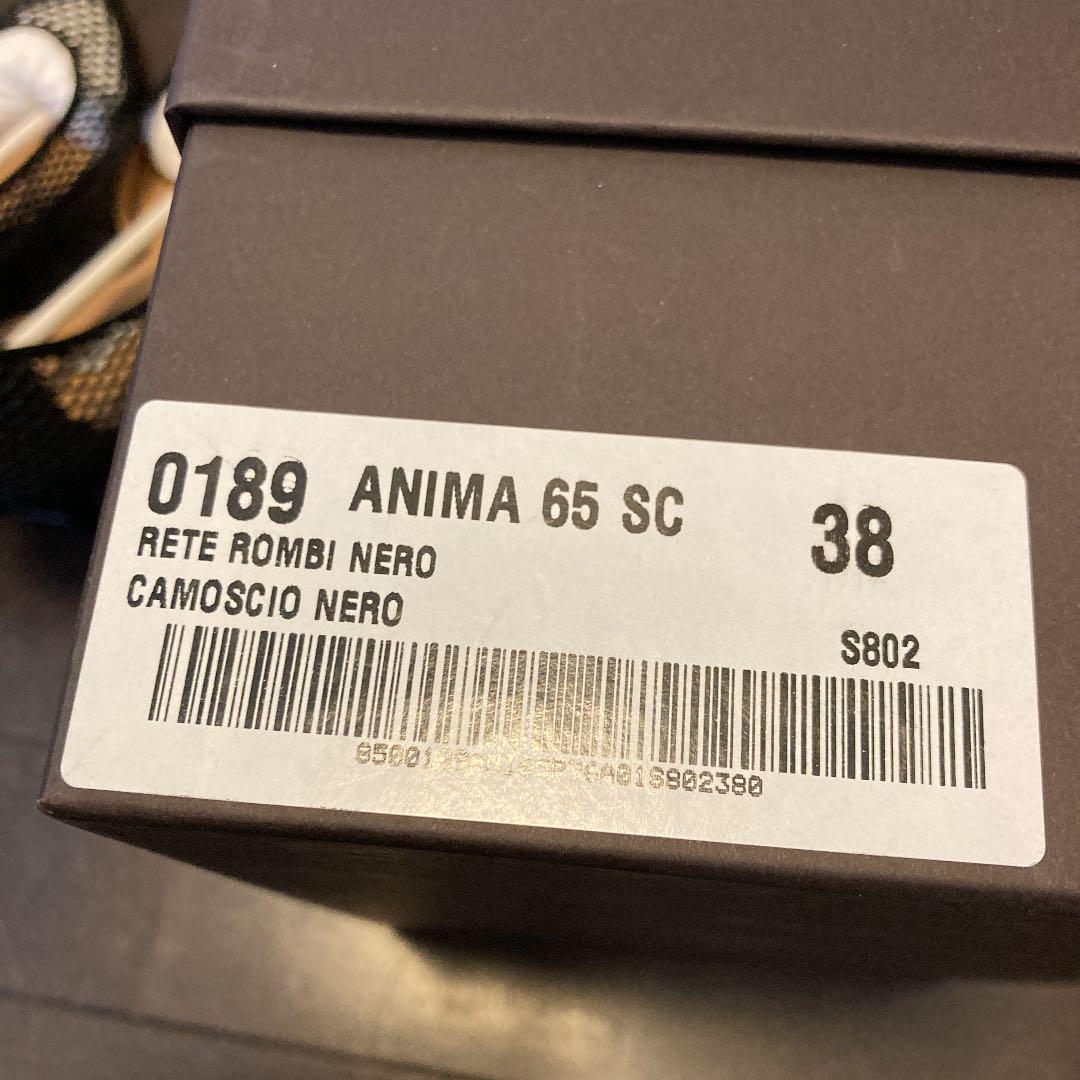 0189 ANIMA 65 SC 38
RETE ROMBI NERO
CAMOSCIO NERO
S802